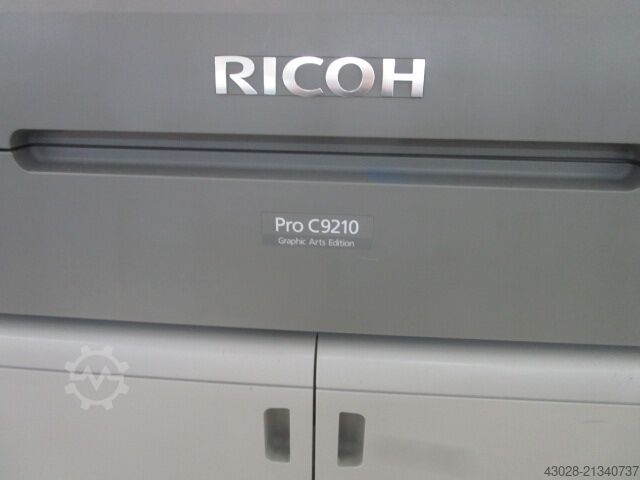 RICOH
Pro C9210
Graphic Arts Edition
43028-21340737